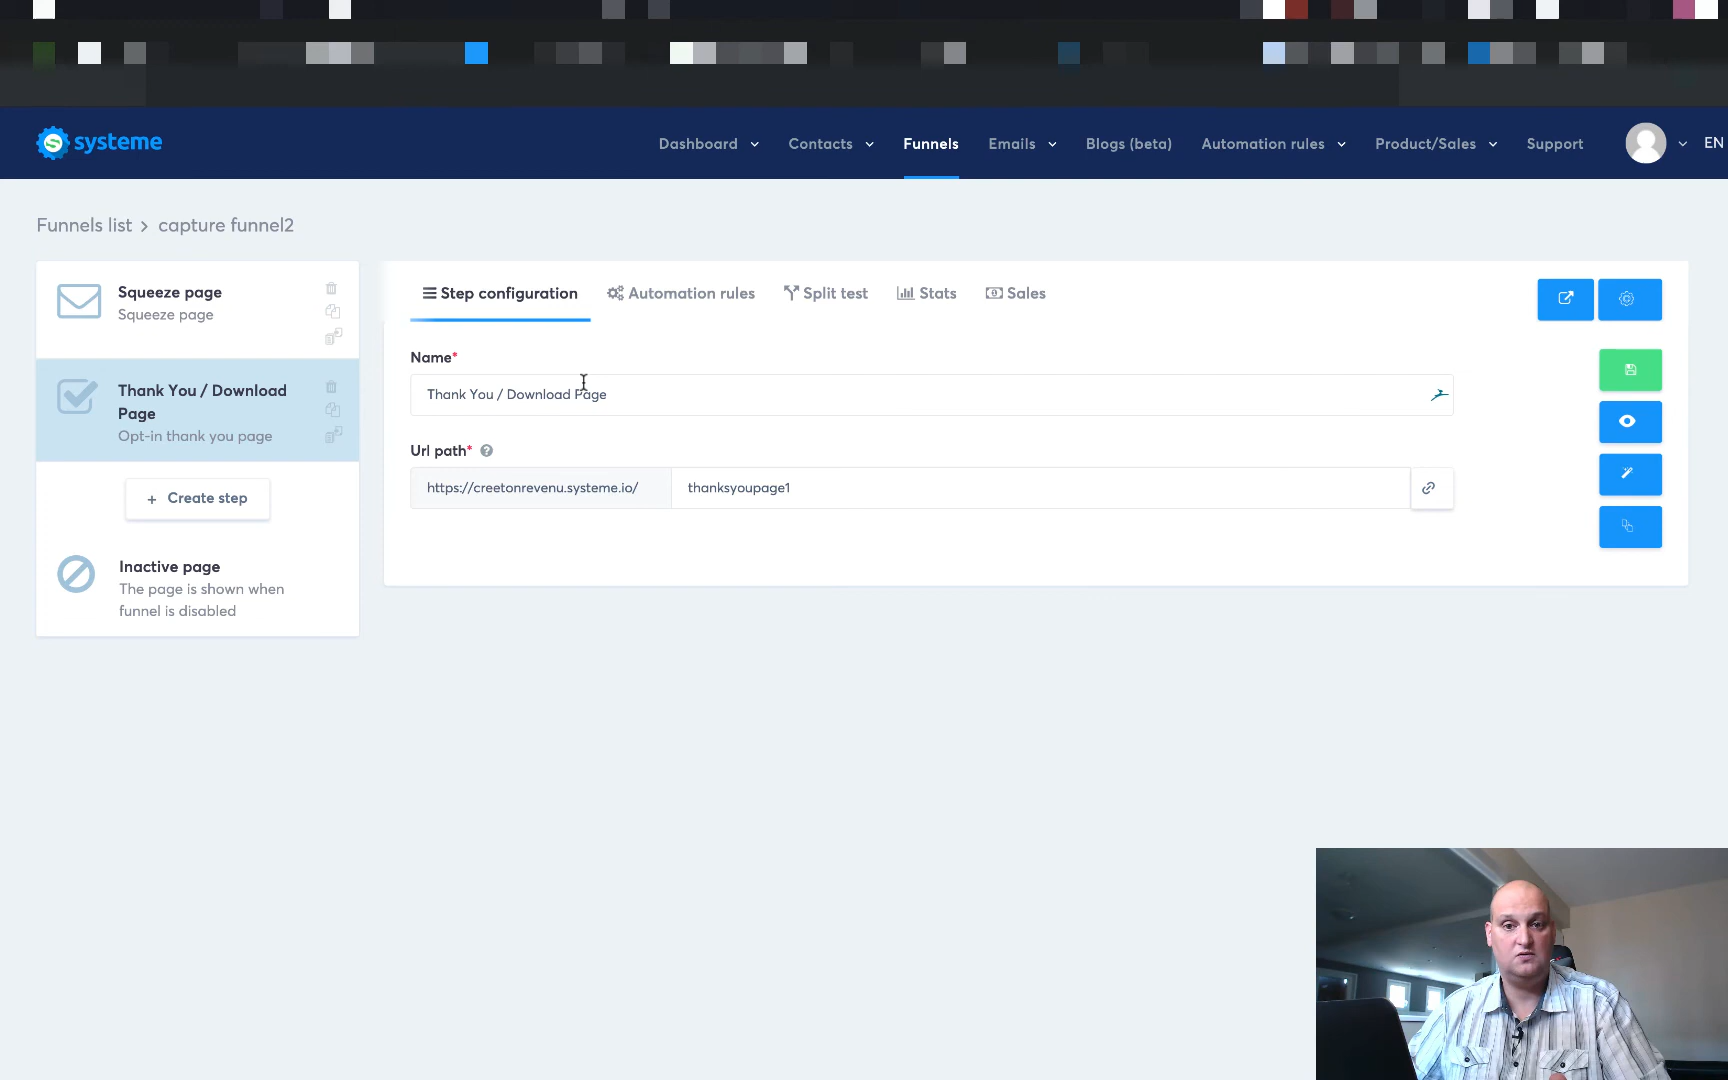 systeme
Dashboard Contacts Funnels Emails Blogs (beta) Automation rules Product/Sales Support EN
Funnels list > capture funnel2
Squeeze page
Squeeze page
Thank You / Download
Page
Opt-in thank you page
+ Create step
Inactive page
The page is shown when
funnel is disabled
Step configuration Automation rules Split test Stats Sales
Name*
Thank You / Download Page
Url path* ?
https://creetonrevenu.systeme.io/ thanksyoupage1